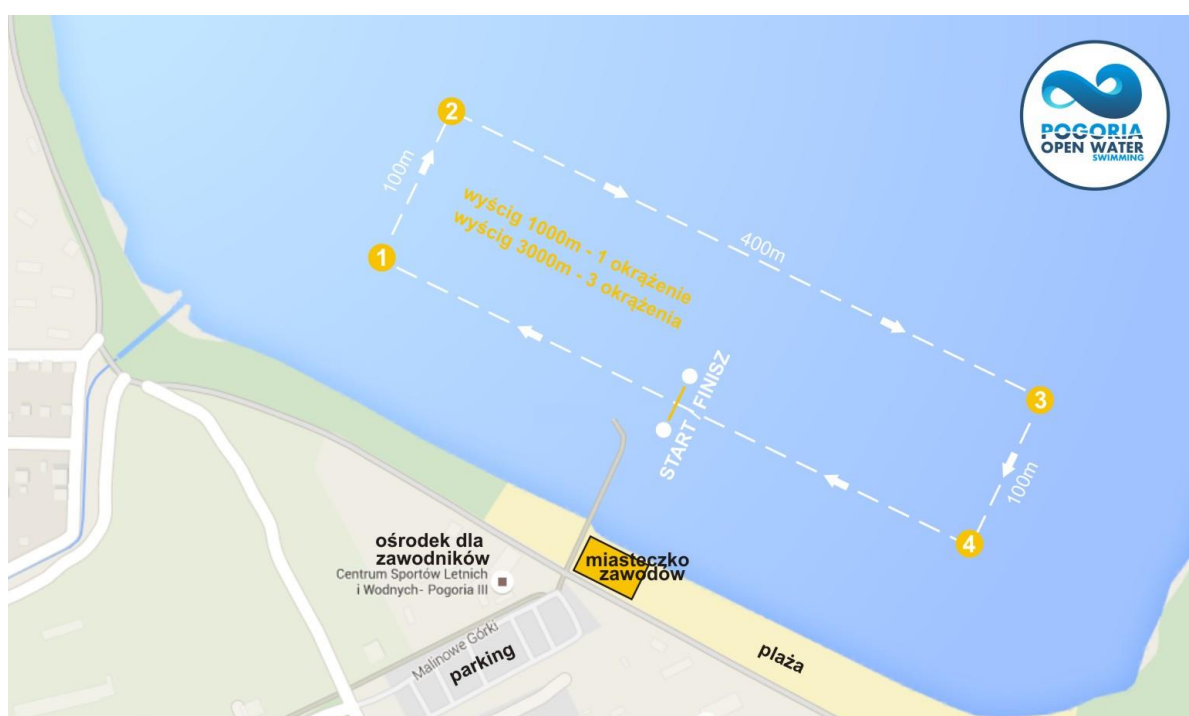 POGORIA
OPEN WATER
SWIMMING
2
100m
wyścig 1000m - 1 okrążenie
wyścig 3000m - 3 okrążenia
400m
1
START / FINISZ
3
100m
4
ośrodek dla
zawodników
Centrum Sportów Letnich
i Wodnych- Pogoria III
miasteczko
zawodów
Malinowe Górki
parking
plaża